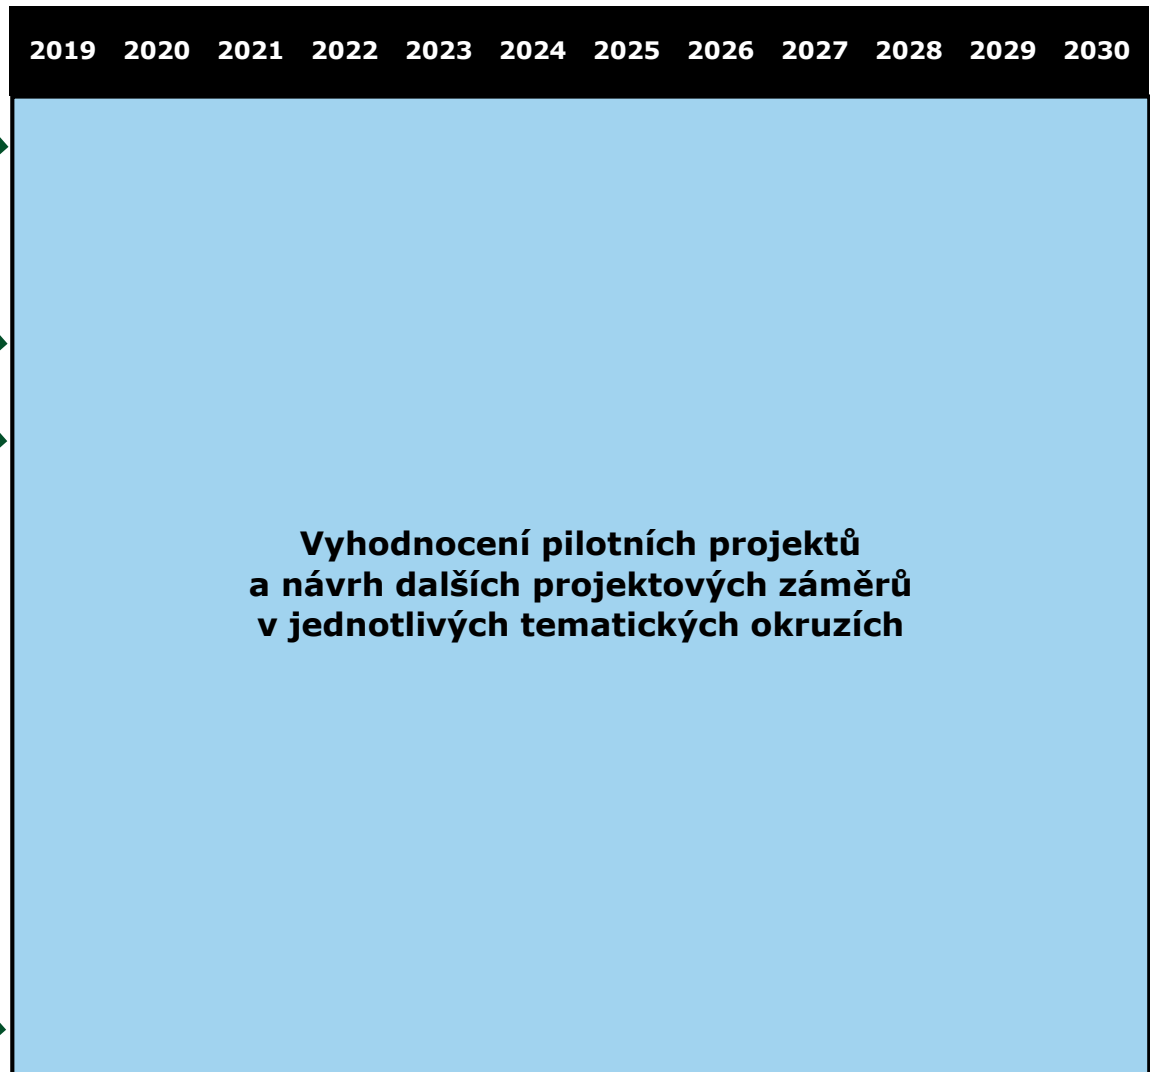 2019 2020 2021 2022 2023 2024 2025 2026 2027 2028 2029 2030
Vyhodnocení pilotních projektů
a návrh dalších projektových záměrů
v jednotlivých tematických okruzích